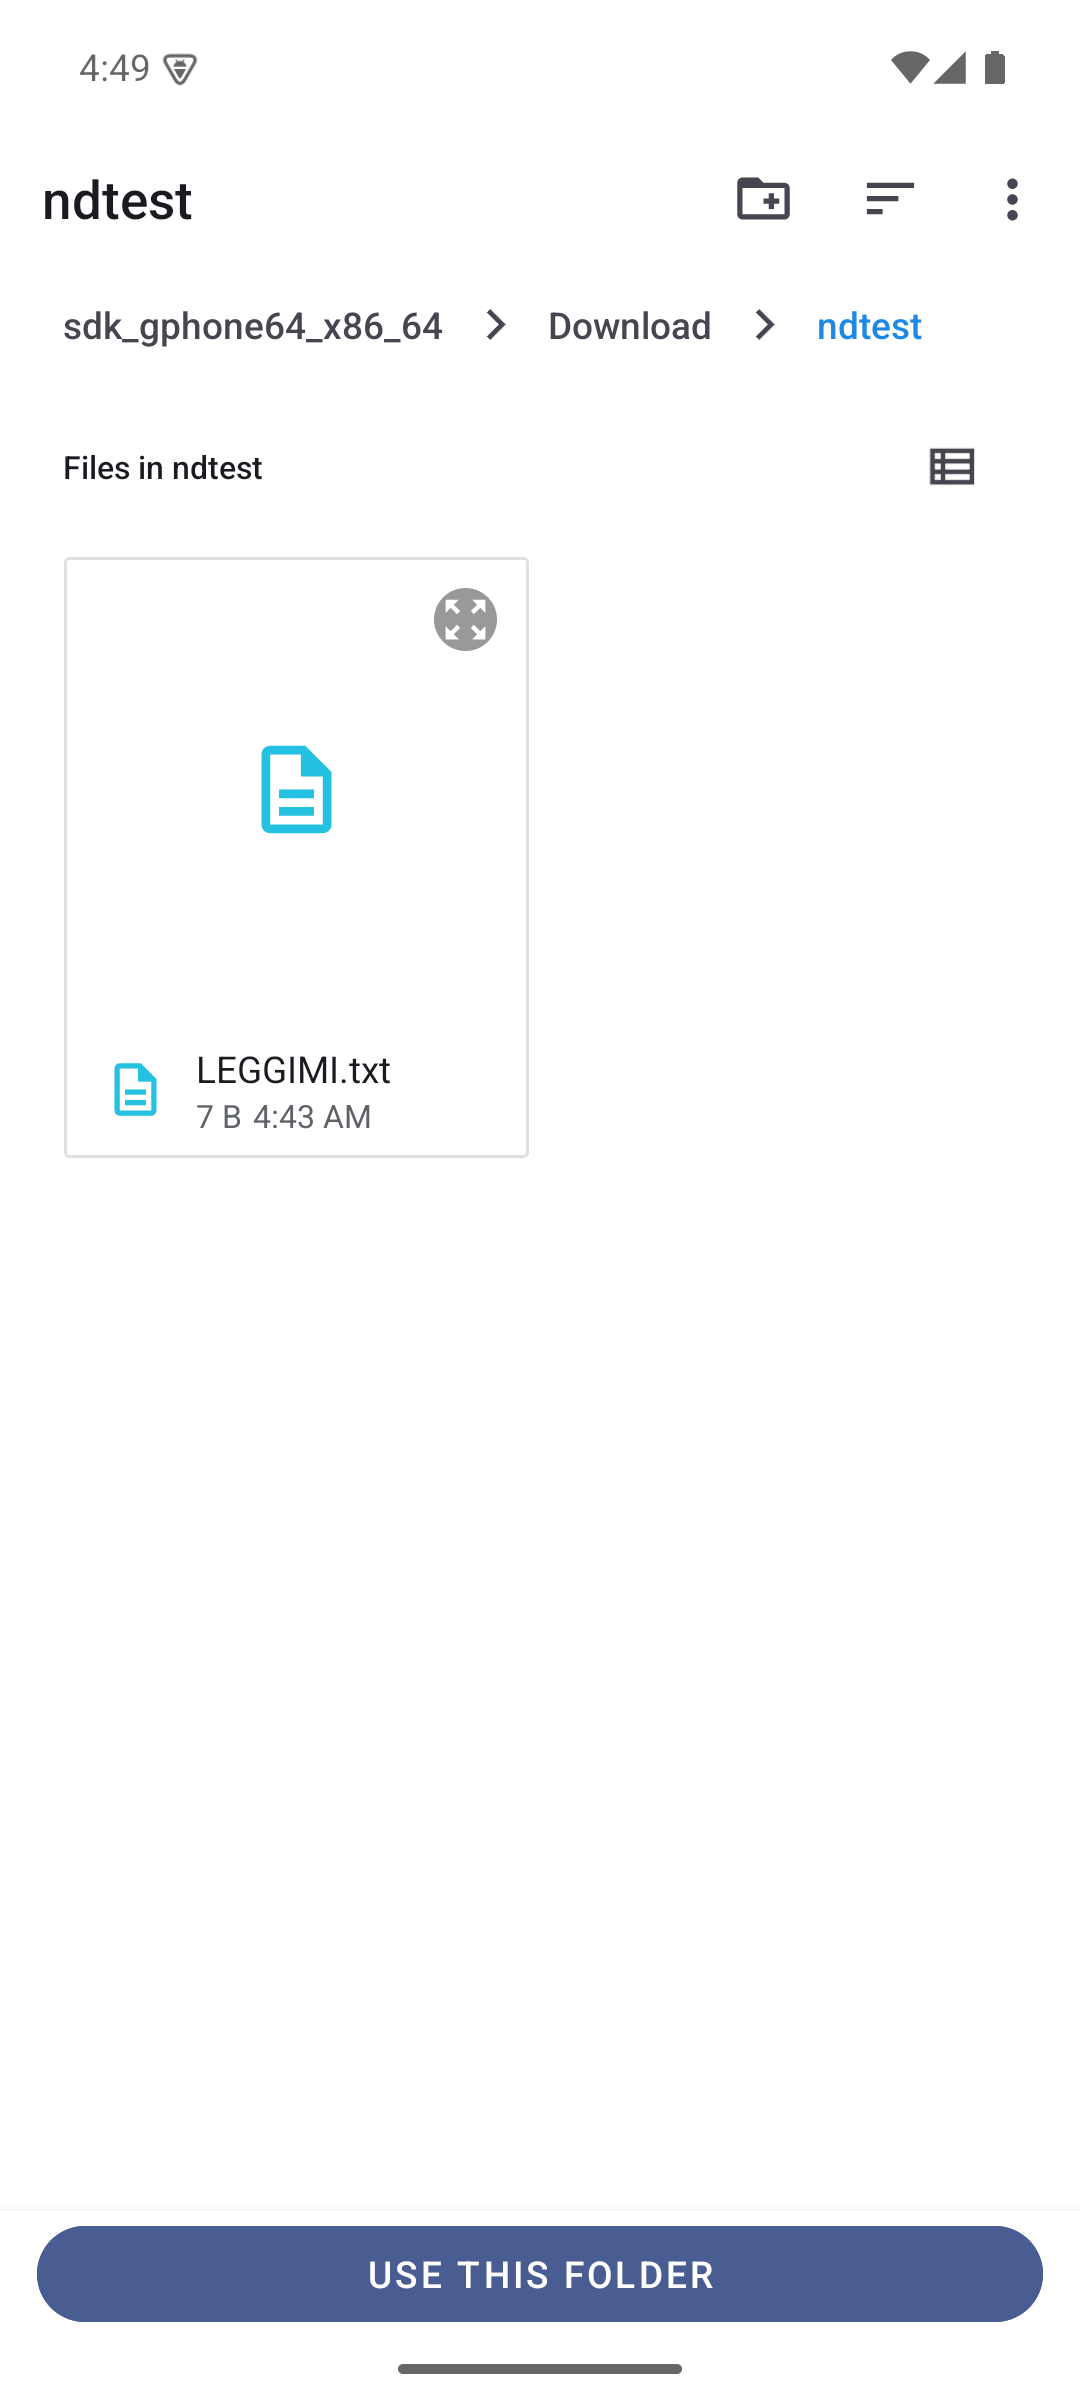 4:49
ndtest
sdk_gphone64_x86_64 > Download > ndtest
Files in ndtest
LEGGIMI.txt
7 B 4:43 AM
USE THIS FOLDER